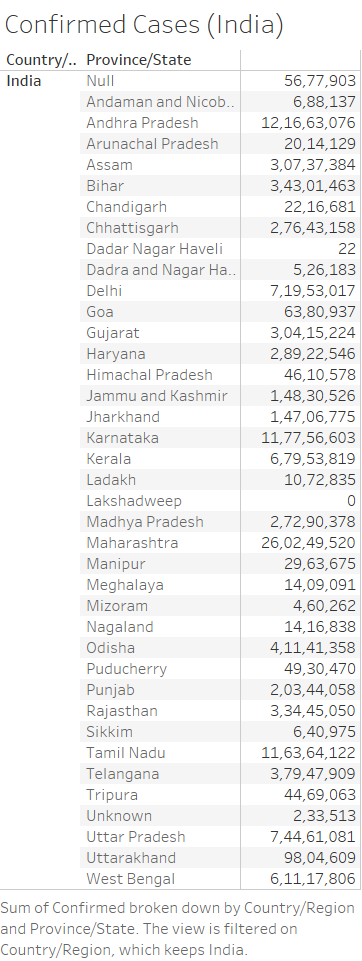 Confirmed Cases (India)
Country/.. Province/State
India Null 56,77,903
Andaman and Nicob.. 6,88,137
Andhra Pradesh 12,16,63,076
Arunachal Pradesh 20,14,129
Assam 3,07,37,384
Bihar 3,43,01,463
Chandigarh 22,16,681
Chhattisgarh 2,76,43,158
Dadar Nagar Haveli 22
Dadra and Nagar Ha.. 5,26,183
Delhi 7,19,53,017
Goa 63,80,937
Gujarat 3,04,15,224
Haryana 2,89,22,546
Himachal Pradesh 46,10,578
Jammu and Kashmir 1,48,30,526
Jharkhand 1,47,06,775
Karnataka 11,77,56,603
Kerala 6,79,53,819
Ladakh 10,72,835
Lakshadweep 0
Madhya Pradesh 2,72,90,378
Maharashtra 26,02,49,520
Manipur 29,63,675
Meghalaya 14,09,091
Mizoram 4,60,262
Nagaland 14,16,838
Odisha 4,11,41,358
Puducherry 49,30,470
Punjab 2,03,44,058
Rajasthan 3,34,45,050
Sikkim 6,40,975
Tamil Nadu 11,63,64,122
Telangana 3,79,47,909
Tripura 44,69,063
Unknown 2,33,513
Uttar Pradesh 7,44,61,081
Uttarakhand 98,04,609
West Bengal 6,11,17,806
Sum of Confirmed broken down by Country/Region
and Province/State. The view is filtered on
Country/Region, which keeps India.